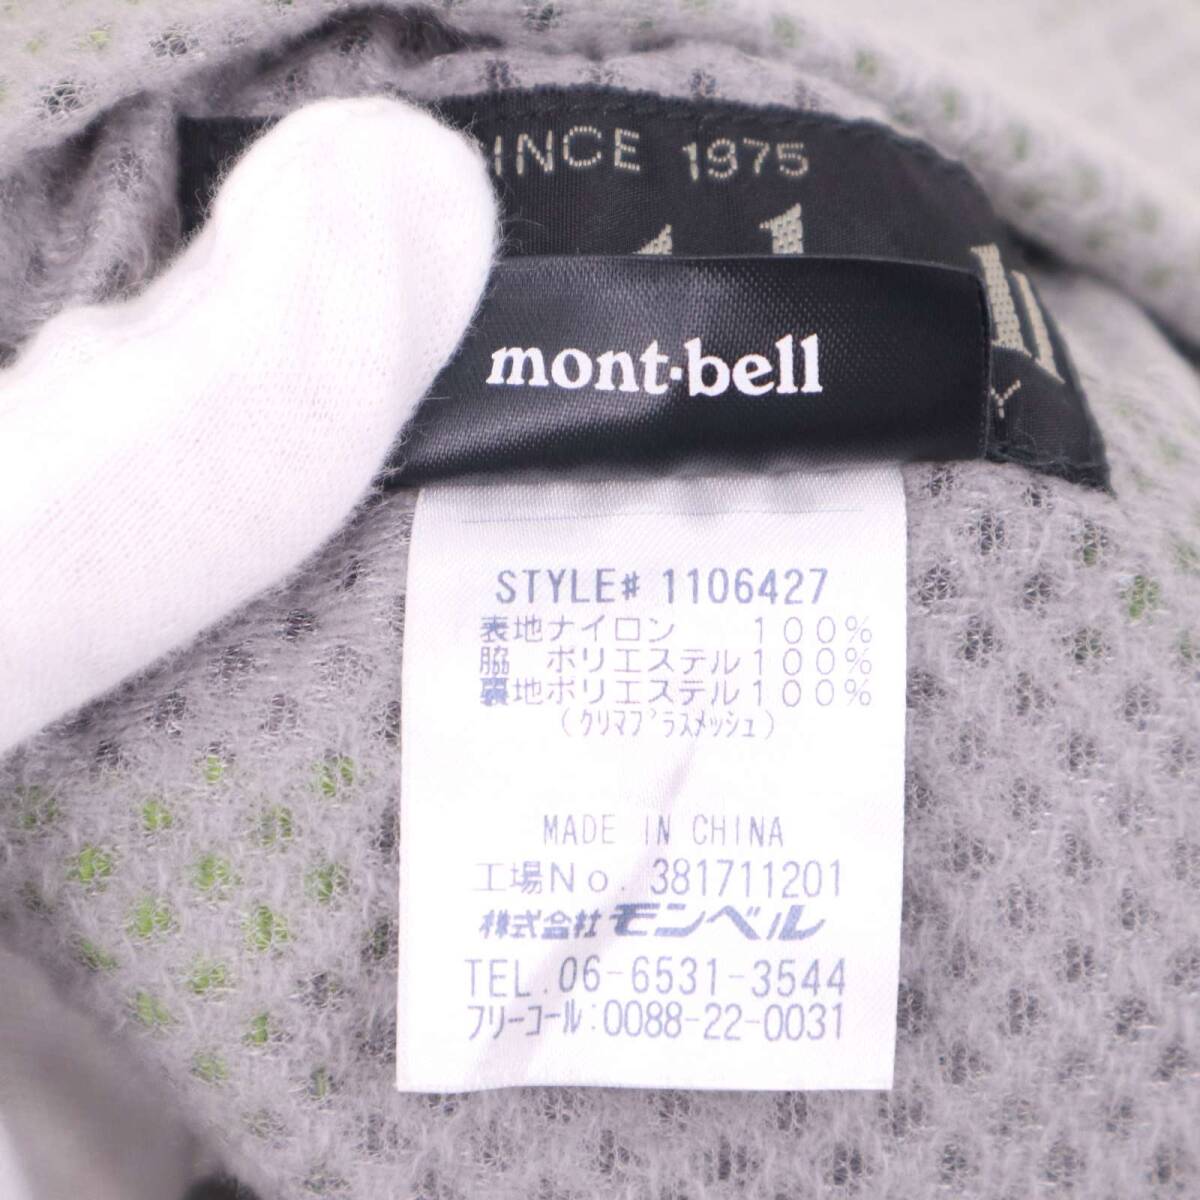 SINCE 1975
mont-bell
STYLE# 1106427
表地ナイロン 100%
脇 ポリエステル100%
裏地ポリエステル100%
(クリマプラスメッシュ)
MADE IN CHINA
工場No. 381711201
株式会社モンベル
TEL.06-6531-3544
フリーコール:0088-22-0031